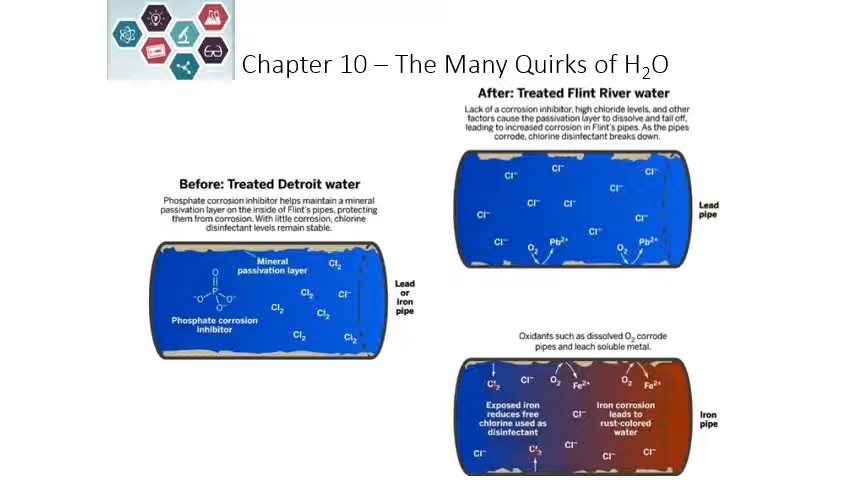 Chapter 10 – The Many Quirks of H₂O
Before: Treated Detroit water
Phosphate corrosion inhibitor helps maintain a mineral
passivation layer on the inside of Flint's pipes, protecting
them from corrosion. With little corrosion, chlorine
disinfectant levels remain stable.
Mineral
passivation layer
Cl₂
O
P
⁻O
O⁻
O⁻
Phosphate corrosion
inhibitor
Cl₂
Cl⁻
Cl₂
Cl₂
Cl₂
Cl₂
Lead
or
iron
pipe
After: Treated Flint River water
Lack of a corrosion inhibitor, high chloride levels, and other
factors cause the passivation layer to dissolve and fall off,
leading to increased corrosion in Flint's pipes. As the pipes
corrode, chlorine disinfectant breaks down.
Cl⁻
Cl⁻
Cl⁻
Cl⁻
Cl⁻
Cl⁻
Cl⁻
Cl⁻
Cl⁻
Cl⁻
O₂
Pb²⁺
O₂
Pb²⁺
Lead
pipe
Oxidants such as dissolved O₂ corrode
pipes and leach soluble metal.
Cl₂
Cl⁻
O₂
Fe²⁺
O₂
Fe²⁺
Exposed iron
reduces free
chlorine used as
disinfectant
Cl⁻
Iron corrosion
leads to
rust-colored
water
Cl⁻
Cl₂
Cl⁻
Cl⁻
Cl⁻
Iron
pipe